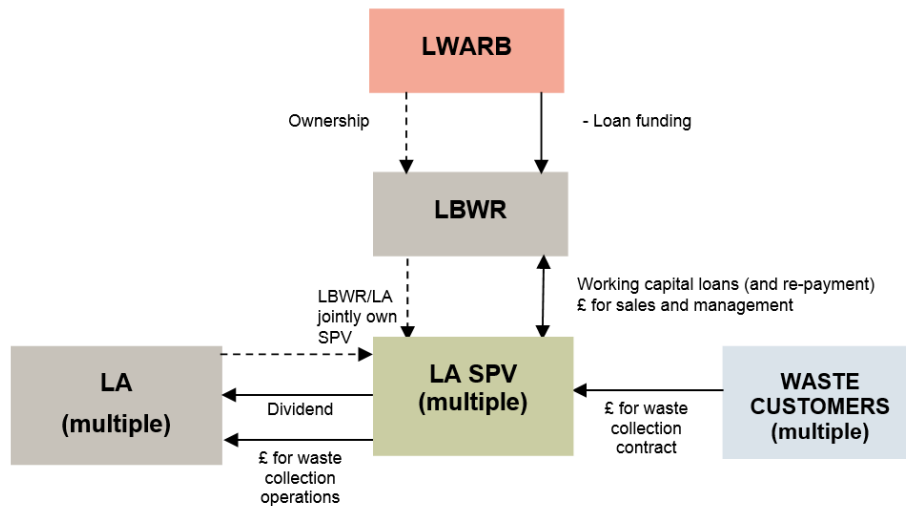 LWARB
Ownership
- Loan funding
LBWR
LBWR/LA
jointly own
SPV
Working capital loans (and re-payment)
£ for sales and management
LA
(multiple)
LA SPV
(multiple)
WASTE
CUSTOMERS
(multiple)
Dividend
£ for waste
collection
operations
£ for waste
collection
contract